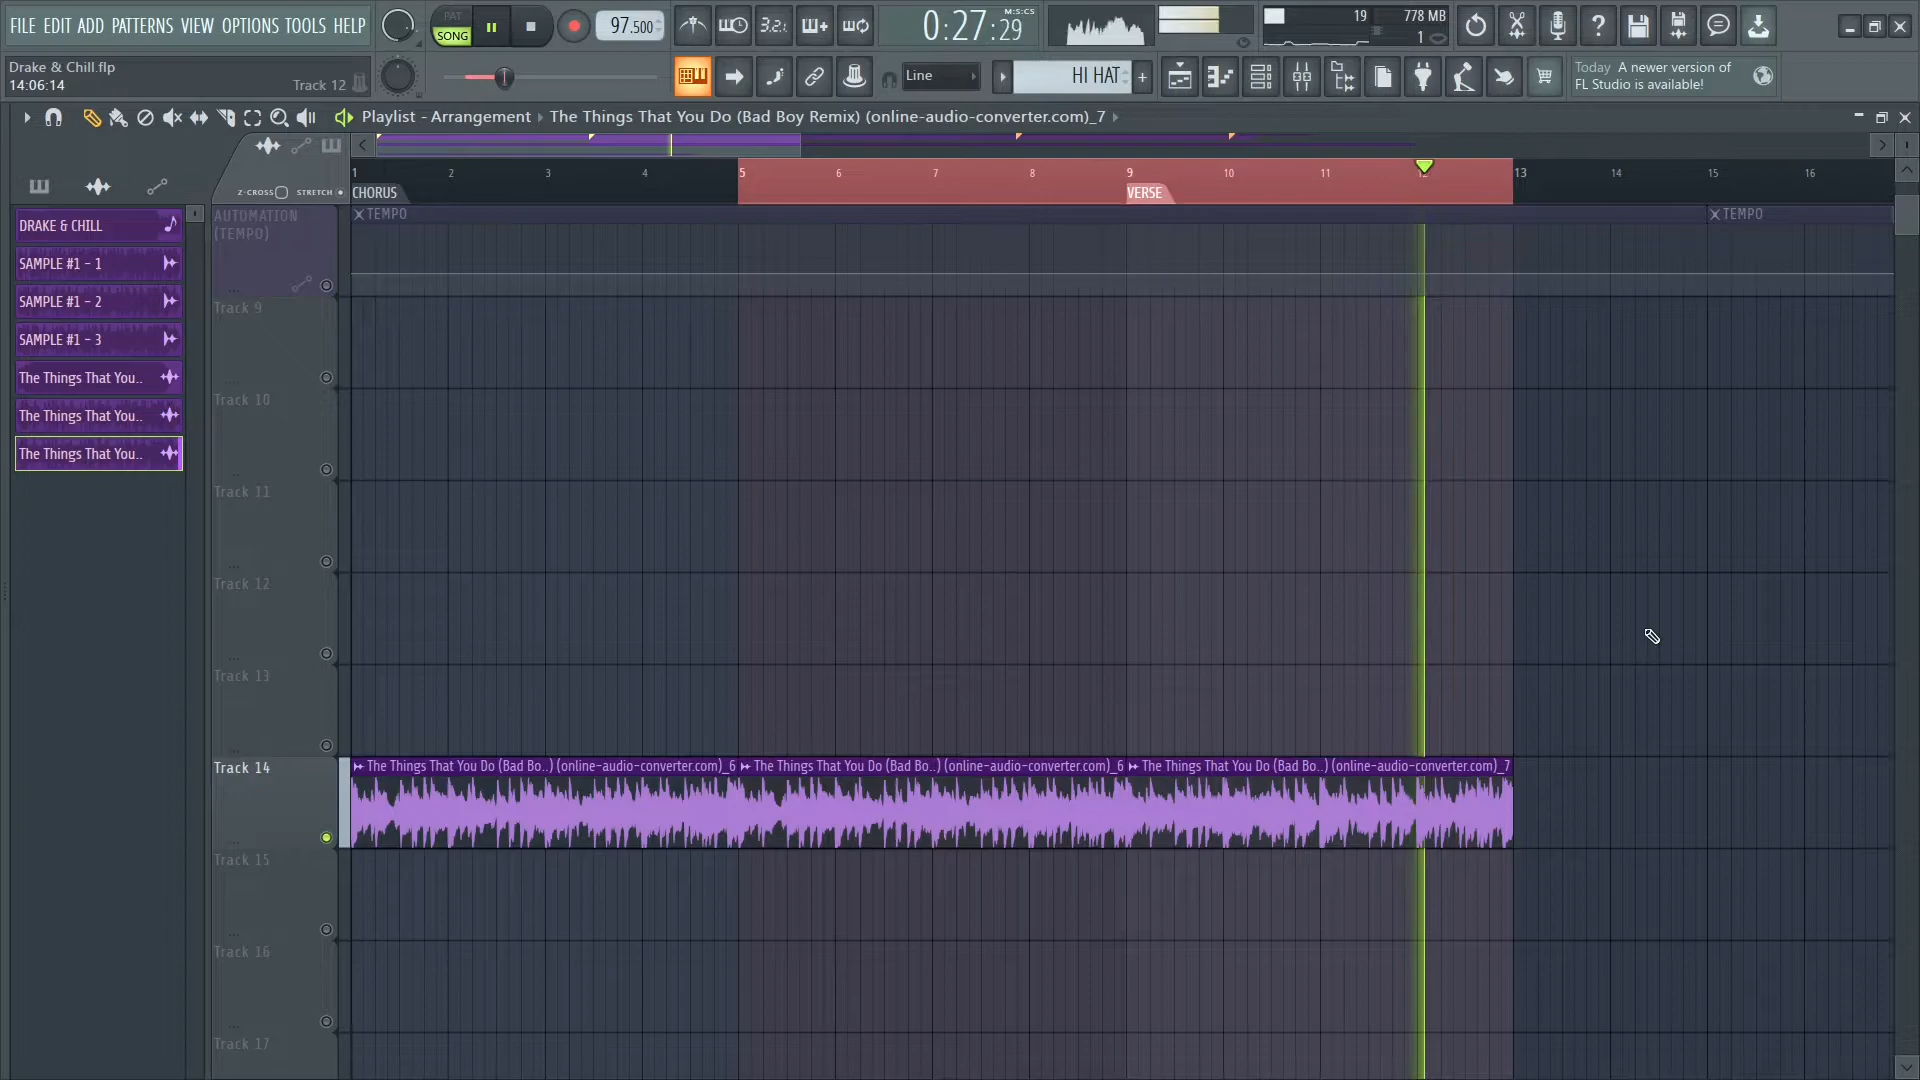 FILE EDIT ADD PATTERNS VIEW OPTIONS TOOLS HELP
PAT
SONG
97.500
3.2.
0:27:29
M:S:CS
19
778 MB
1
Drake & Chill.flp
14:06:14
Track 12
Line
HI HAT
Today A newer version of
FL Studio is available!
Playlist - Arrangement
The Things That You Do (Bad Boy Remix) (online-audio-converter.com)_7
Z-CROSS
STRETCH
1 2 3 4 5 6 7 8 9 10 11 12 13 14 15 16
CHORUS
VERSE
DRAKE & CHILL
SAMPLE #1 - 1
SAMPLE #1 - 2
SAMPLE #1 - 3
The Things That You..
The Things That You..
The Things That You..
AUTOMATION
(TEMPO)
TEMPO
TEMPO
Track 9
Track 10
Track 11
Track 12
Track 13
Track 14
The Things That You Do (Bad Bo..) (online-audio-converter.com)_6
The Things That You Do (Bad Bo..) (online-audio-converter.com)_6
The Things That You Do (Bad Bo..) (online-audio-converter.com)_7
Track 15
Track 16
Track 17